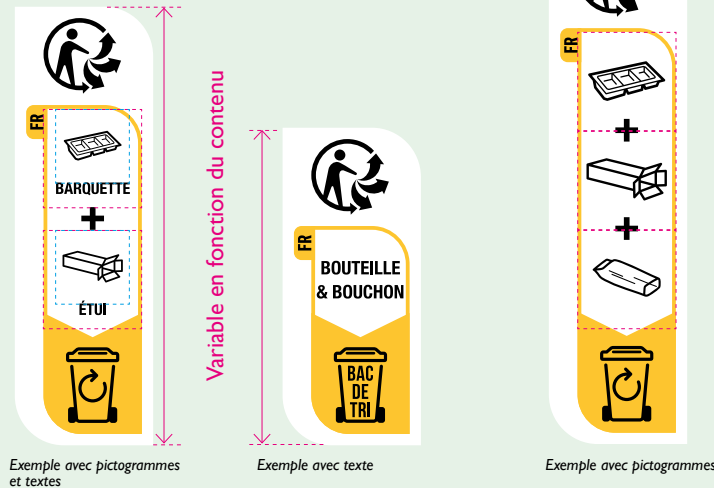 FR
BARQUETTE
+
ÉTUI
Exemple avec pictogrammes
et textes
Variable en fonction du contenu
FR
BOUTEILLE
& BOUCHON
BAC
DE
TRI
Exemple avec texte
FR
+
+
Exemple avec pictogrammes